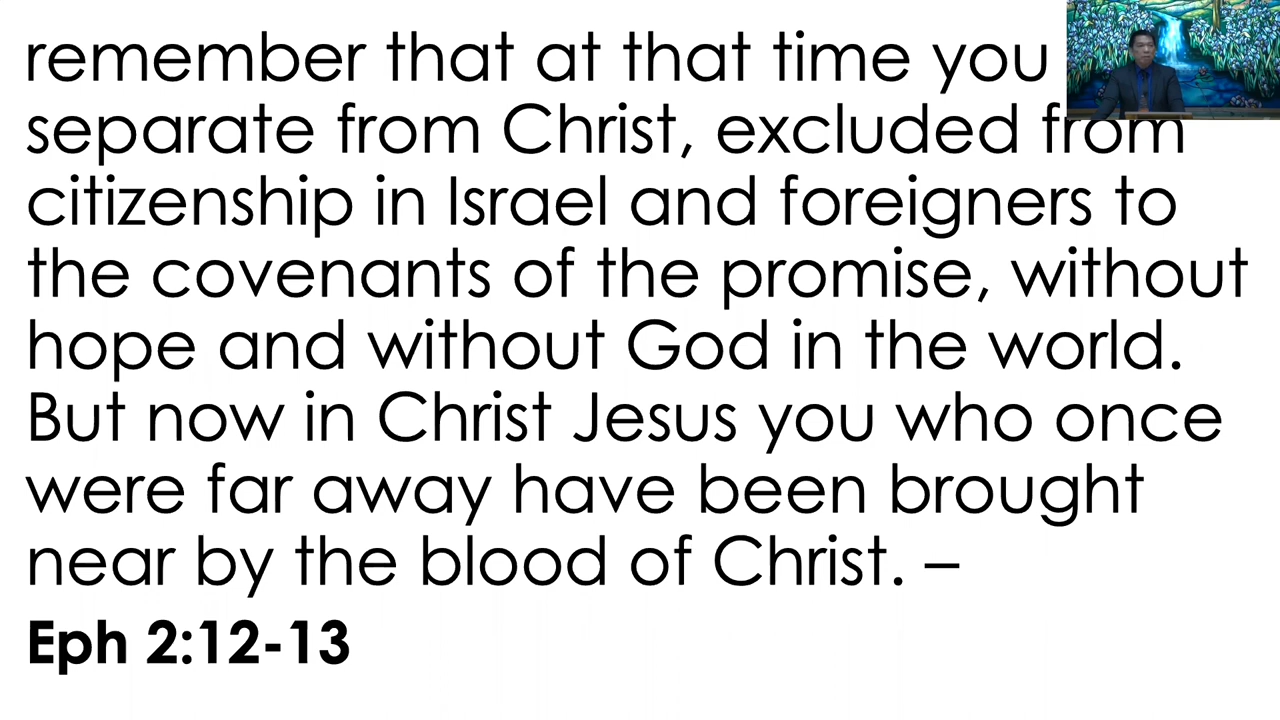 remember that at that time you
separate from Christ, excluded from
citizenship in Israel and foreigners to
the covenants of the promise, without
hope and without God in the world.
But now in Christ Jesus you who once
were far away have been brought
near by the blood of Christ. –
Eph 2:12-13